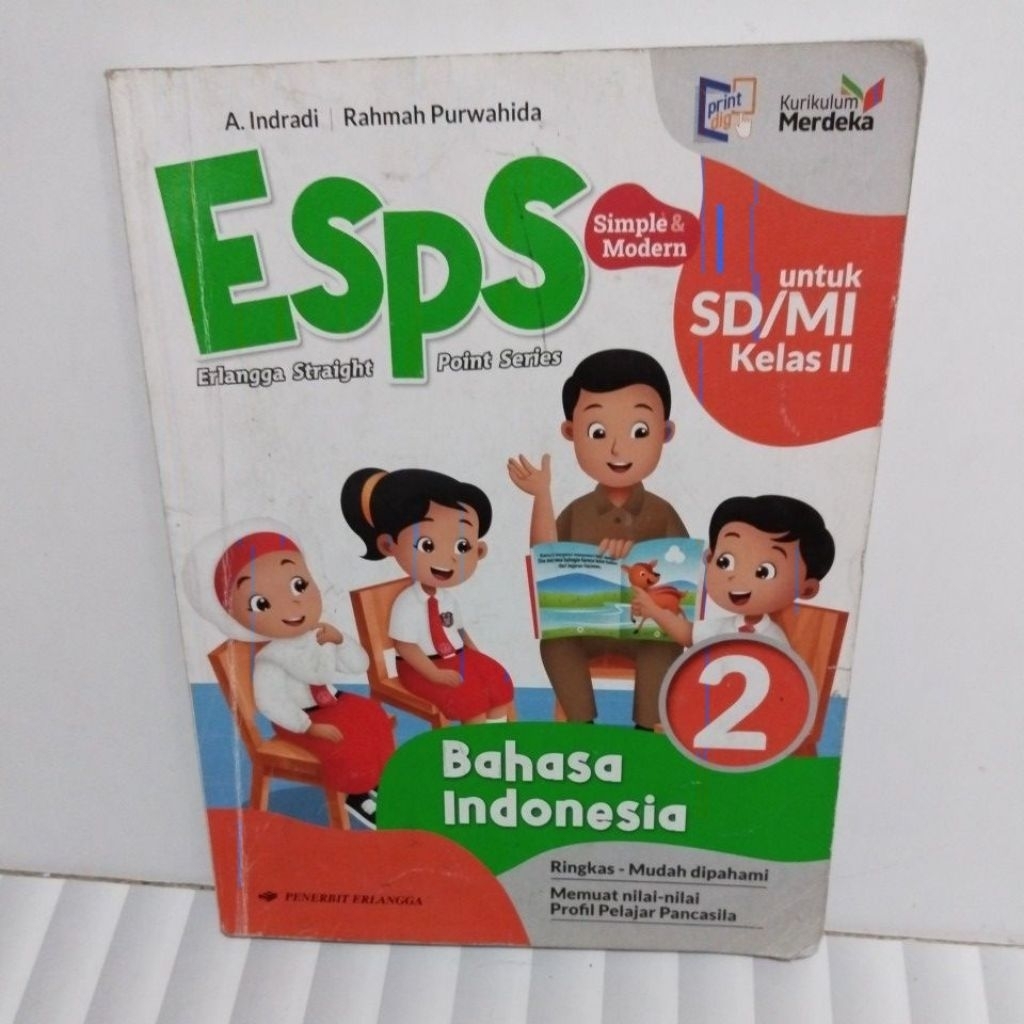 A. Indradi | Rahmah Purwahida
print
dig
Kurikulum
Merdeka
ESpS
Simple &
Modern
Erlangga Straight Point Series
untuk
SD/MI
Kelas II
2
Bahasa
Indonesia
Ringkas - Mudah dipahami
Memuat nilai-nilai
Profil Pelajar Pancasila
PENERBIT ERLANGGA